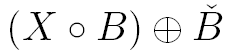 (X ∘ B) ⊕ B̌